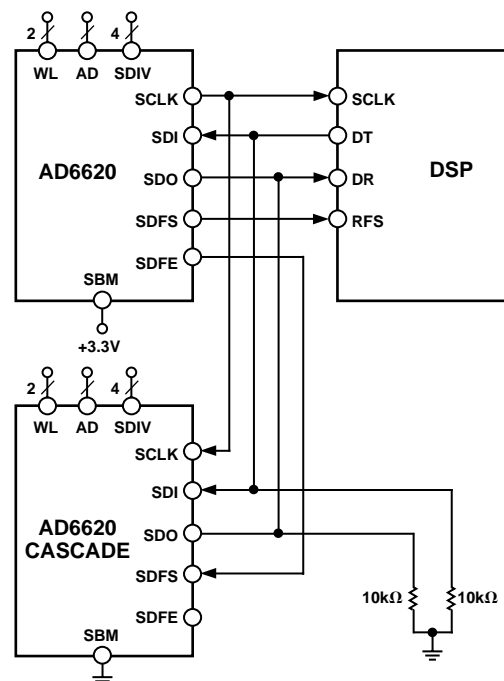 2 4
WL AD SDIV
SCLK SCLK
SDI DT
AD6620 DSP
SDO DR
SDFS RFS
SDFE
SBM
+3.3V
2 4
WL AD SDIV
SCLK
SDI
AD6620
CASCADE
SDO
SDFS
10kΩ 10kΩ
SDFE
SBM